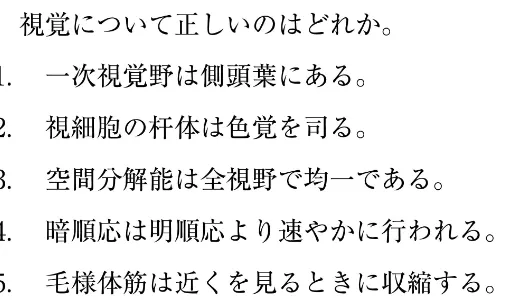 視覚について正しいのはどれか。
1. 一次視覚野は側頭葉にある。
2. 視細胞の杆体は色覚を司る。
3. 空間分解能は全視野で均一である。
4. 暗順応は明順応より速やかに行われる。
5. 毛様体筋は近くを見るときに収縮する。